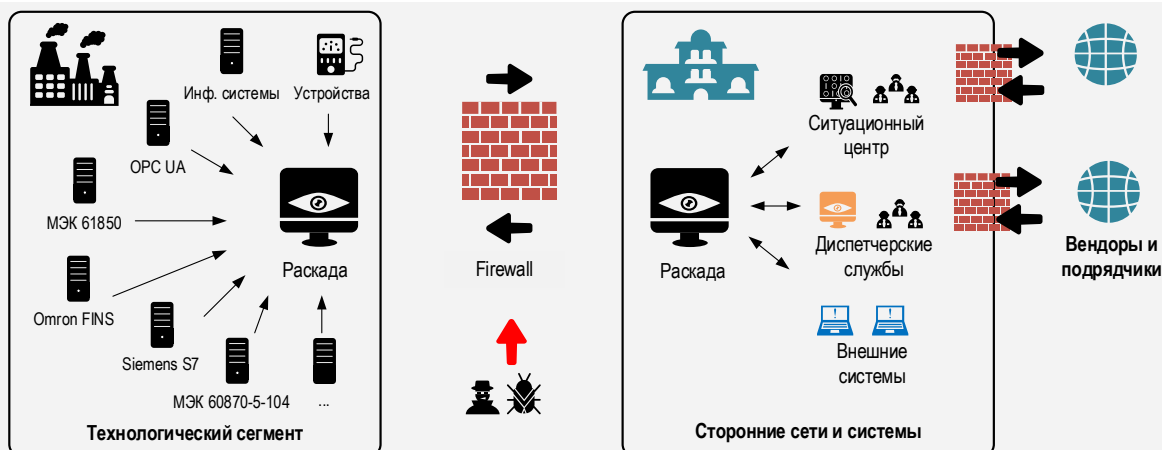 Инф. системы
Устройства
OPC UA
МЭК 61850
Раскада
Omron FINS
Siemens S7
МЭК 60870-5-104
...
Технологический сегмент
Firewall
Ситуационный
центр
Раскада
Диспетчерские
службы
Внешние
системы
Сторонние сети и системы
Вендоры и
подрядчики